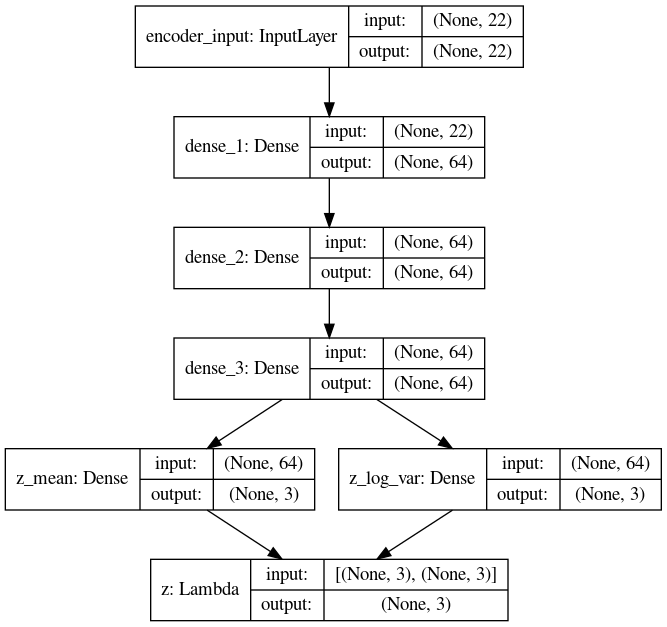 encoder_input: InputLayer
input: (None, 22)
output: (None, 22)
dense_1: Dense
input: (None, 22)
output: (None, 64)
dense_2: Dense
input: (None, 64)
output: (None, 64)
dense_3: Dense
input: (None, 64)
output: (None, 64)
z_mean: Dense
input: (None, 64)
output: (None, 3)
z_log_var: Dense
input: (None, 64)
output: (None, 3)
z: Lambda
input: [(None, 3), (None, 3)]
output: (None, 3)